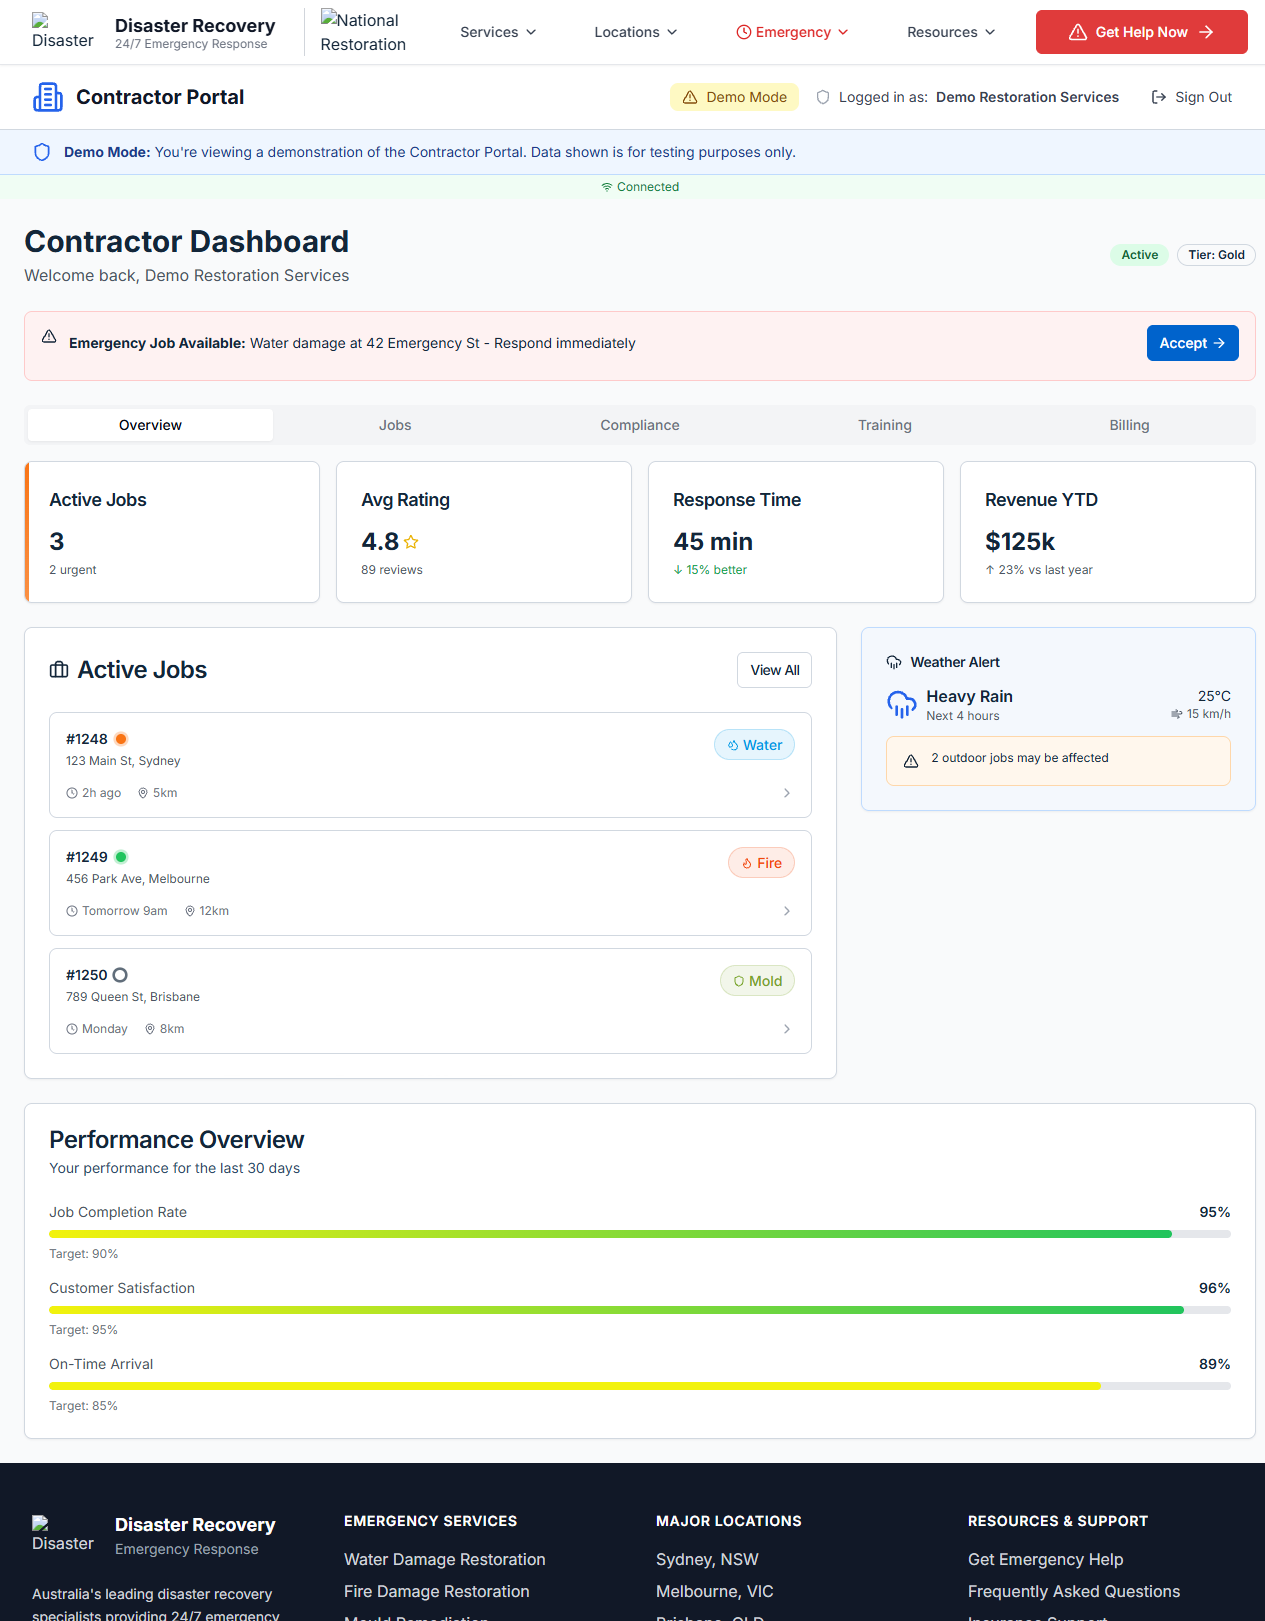 Disaster
Disaster Recovery
24/7 Emergency Response
National
Restoration
Services
Locations
Emergency
Resources
Get Help Now
Contractor Portal
Demo Mode
Logged in as: Demo Restoration Services
Sign Out
Demo Mode: You're viewing a demonstration of the Contractor Portal. Data shown is for testing purposes only.
Connected
Contractor Dashboard
Welcome back, Demo Restoration Services
Active
Tier: Gold
Emergency Job Available: Water damage at 42 Emergency St - Respond immediately
Accept
Overview
Jobs
Compliance
Training
Billing
Active Jobs
3
2 urgent
Avg Rating
4.8
89 reviews
Response Time
45 min
↓ 15% better
Revenue YTD
$125k
↑ 23% vs last year
Active Jobs
View All
#1248
123 Main St, Sydney
2h ago
5km
Water
#1249
456 Park Ave, Melbourne
Tomorrow 9am
12km
Fire
#1250
789 Queen St, Brisbane
Monday
8km
Mold
Weather Alert
Heavy Rain
Next 4 hours
25°C
15 km/h
2 outdoor jobs may be affected
Performance Overview
Your performance for the last 30 days
Job Completion Rate
95%
Target: 90%
Customer Satisfaction
96%
Target: 95%
On-Time Arrival
89%
Target: 85%
Disaster
Disaster Recovery
Emergency Response
Australia's leading disaster recovery
specialists providing 24/7 emergency
EMERGENCY SERVICES
Water Damage Restoration
Fire Damage Restoration
Mould Remediation
MAJOR LOCATIONS
Sydney, NSW
Melbourne, VIC
Brisbane, QLD
RESOURCES & SUPPORT
Get Emergency Help
Frequently Asked Questions
Insurance Support